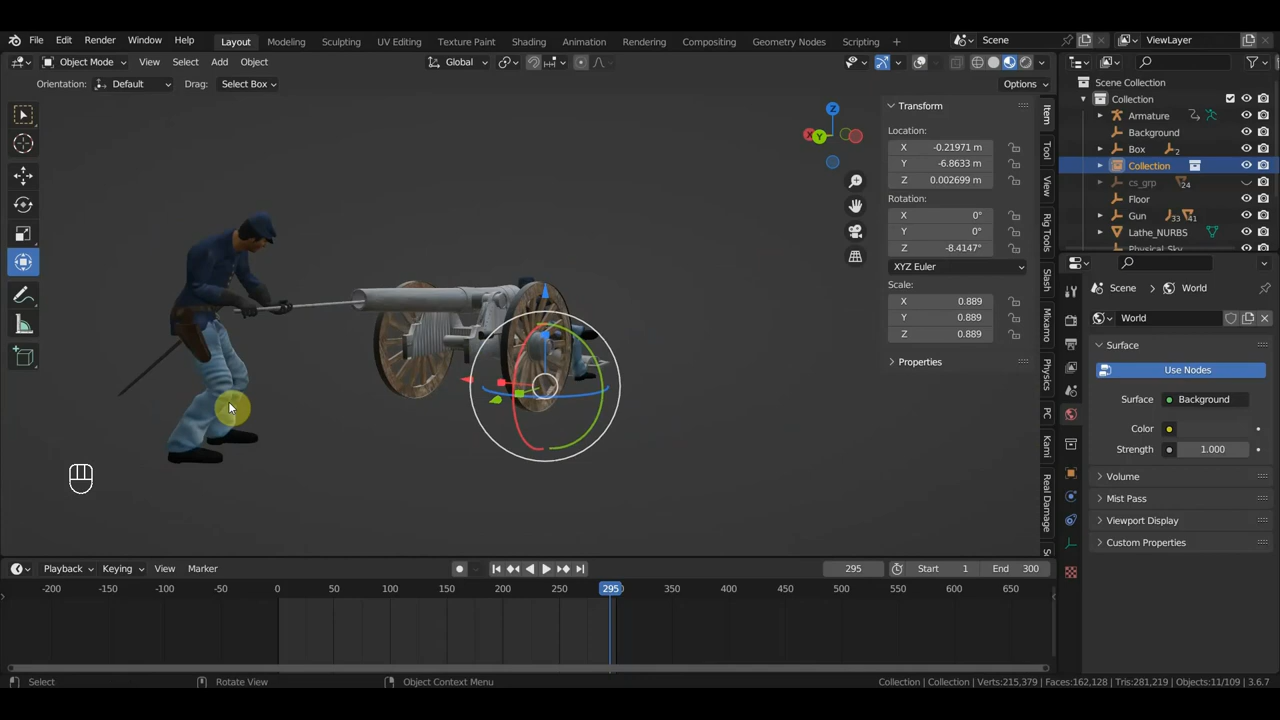 File Edit Render Window Help Layout Modeling Sculpting UV Editing Texture Paint Shading Animation Rendering Compositing Geometry Nodes Scripting + Scene ViewLayer
Object Mode View Select Add Object Global
Orientation: Default Drag: Select Box Options
Scene Collection
Collection
Armature
Background
Box 2
Collection
cs_grp 24
Floor
Gun 33 41
Lathe_NURBS
Physical_Sky
Z
X
Y
Transform
Location:
X -0.21971 m
Y -6.8633 m
Z 0.002699 m
Rotation:
X 0°
Y 0°
Z -8.4147°
XYZ Euler
Scale:
X 0.889
Y 0.889
Z 0.889
Properties
Item
Tool
View
Rig Tools
Slash
Mixamo
Physics
PC
Kami
Real Damage
Scene World
World
Surface
Use Nodes
Surface Background
Color
Strength 1.000
Volume
Mist Pass
Viewport Display
Custom Properties
Playback Keying View Marker 295 Start 1 End 300
-200 -150 -100 -50 0 50 100 150 200 250 295 350 400 450 500 550 600 650
Select Rotate View Object Context Menu Collection | Collection | Verts:215,379 | Faces:162,128 | Tris:281,219 | Objects:11/109 | 3.6.7